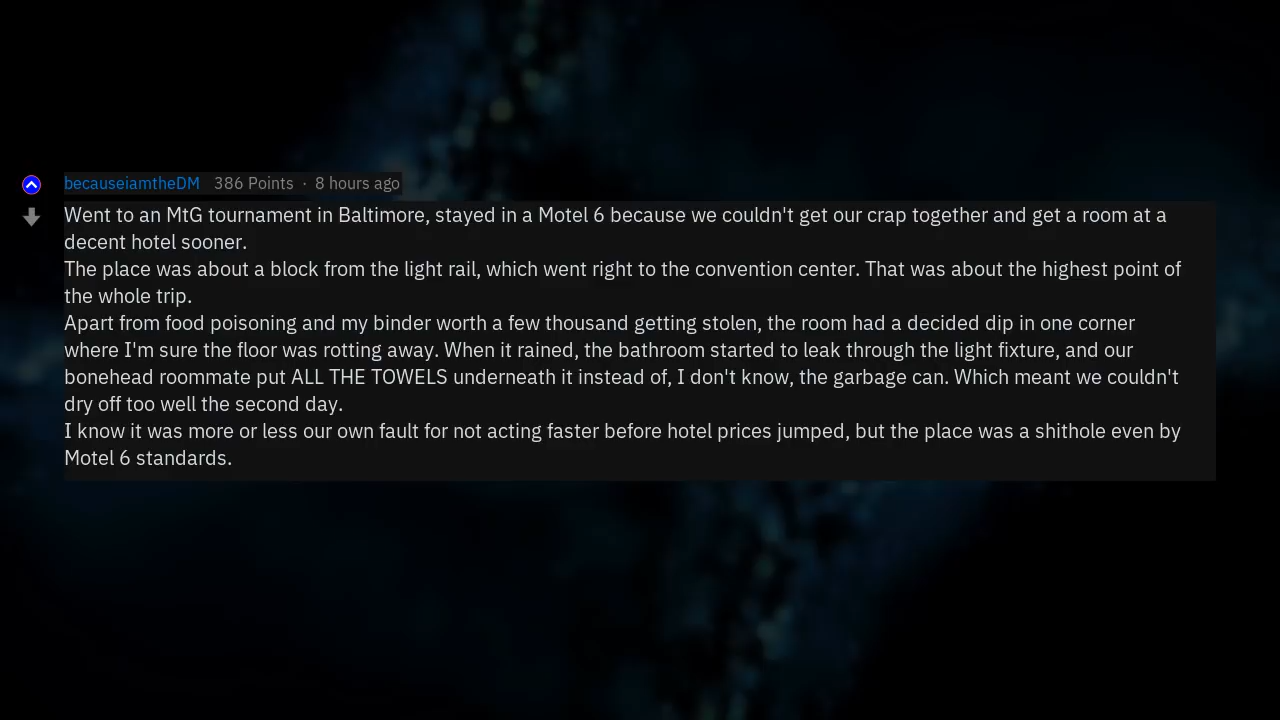 becauseiamtheDM 386 Points · 8 hours ago
Went to an MtG tournament in Baltimore, stayed in a Motel 6 because we couldn't get our crap together and get a room at a
decent hotel sooner.
The place was about a block from the light rail, which went right to the convention center. That was about the highest point of
the whole trip.
Apart from food poisoning and my binder worth a few thousand getting stolen, the room had a decided dip in one corner
where I'm sure the floor was rotting away. When it rained, the bathroom started to leak through the light fixture, and our
bonehead roommate put ALL THE TOWELS underneath it instead of, I don't know, the garbage can. Which meant we couldn't
dry off too well the second day.
I know it was more or less our own fault for not acting faster before hotel prices jumped, but the place was a shithole even by
Motel 6 standards.